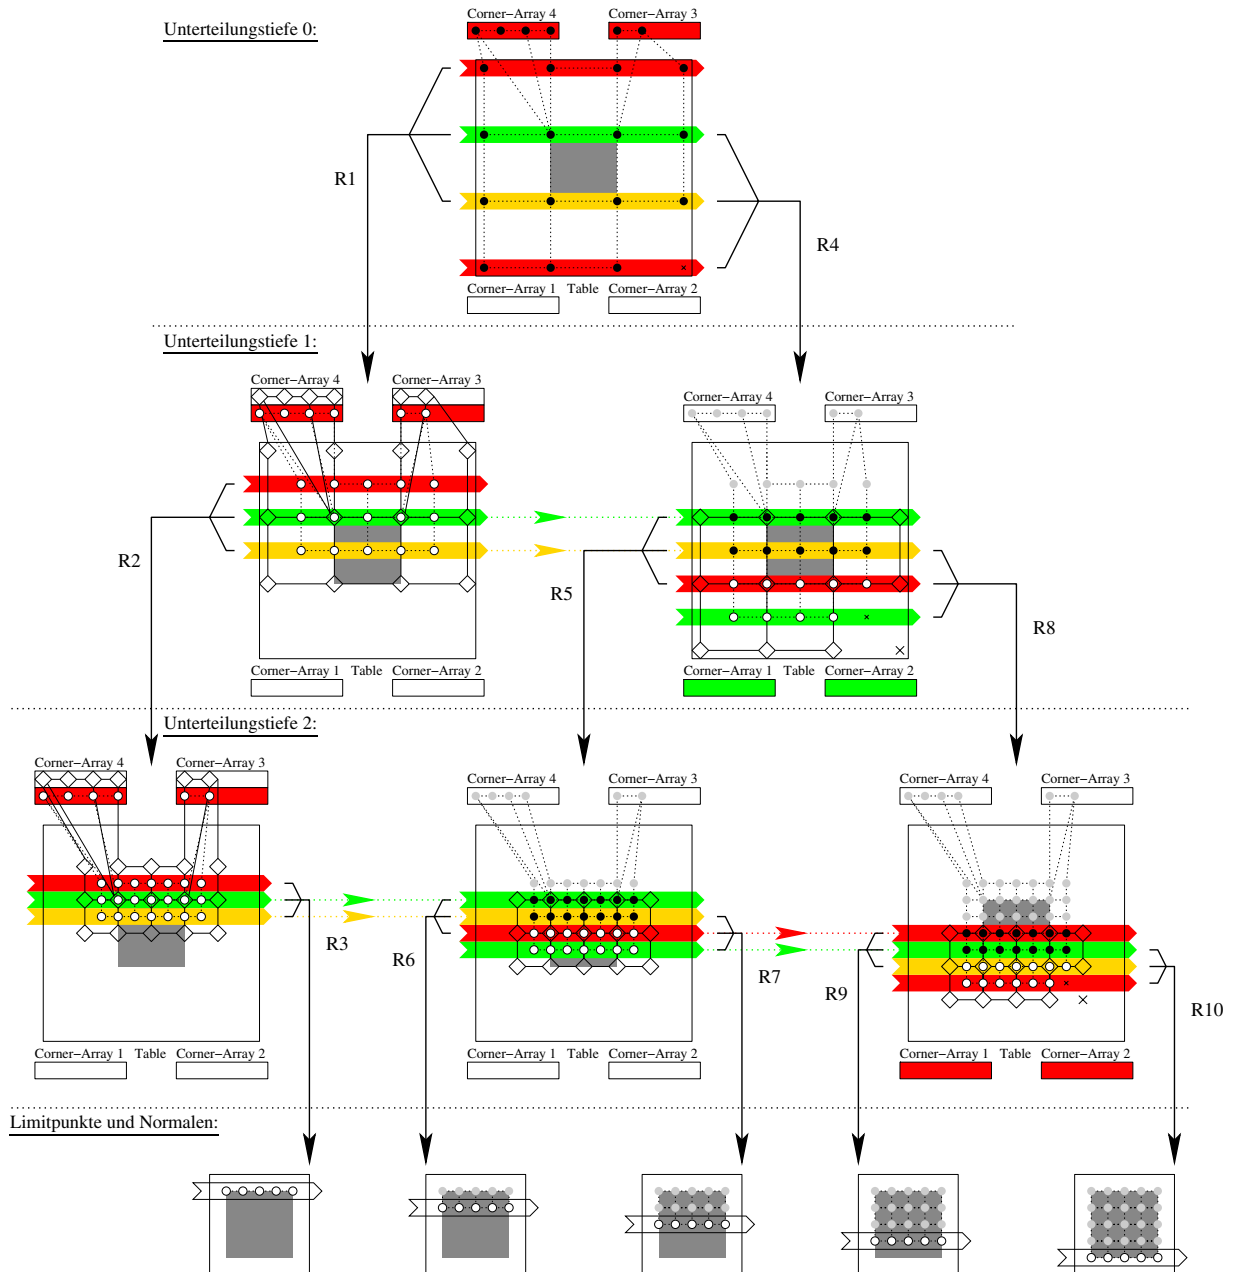 Unterteilungstiefe 0:
Corner−Array 4 Corner−Array 3
R1
R4
Corner−Array 1 Table Corner−Array 2
Unterteilungstiefe 1:
Corner−Array 4 Corner−Array 3
Corner−Array 4 Corner−Array 3
R2
R5
R8
Corner−Array 1 Table Corner−Array 2
Corner−Array 1 Table Corner−Array 2
Unterteilungstiefe 2:
Corner−Array 4 Corner−Array 3
Corner−Array 4 Corner−Array 3
Corner−Array 4 Corner−Array 3
R3
R6
R7
R9
R10
Corner−Array 1 Table Corner−Array 2
Corner−Array 1 Table Corner−Array 2
Corner−Array 1 Table Corner−Array 2
Limitpunkte und Normalen: